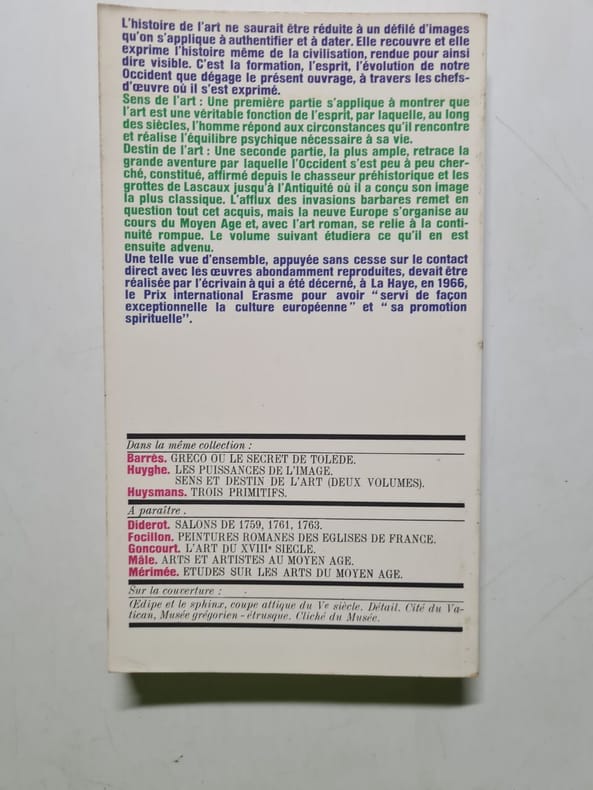 L'histoire de l'art ne saurait être réduite à un défilé d'images
qu'on s'applique à authentifier et à dater. Elle recouvre et elle
exprime l'histoire même de la civilisation, rendue pour ainsi
dire visible. C'est la formation, l'esprit, l'évolution de notre
Occident que dégage le présent ouvrage, à travers les chefs-
d'œuvre où il s'est exprimé.
Sens de l'art : Une première partie s'applique à montrer que
l'art est une véritable fonction de l'esprit, par laquelle, au long
des siècles, l'homme répond aux circonstances qu'il rencontre
et réalise l'équilibre psychique nécessaire à sa vie.
Destin de l'art : Une seconde partie, la plus ample, retrace la
grande aventure par laquelle l'Occident s'est peu à peu cher-
ché, constitué, affirmé depuis le chasseur préhistorique et les
grottes de Lascaux jusqu'à l'Antiquité où il a conçu son image
la plus classique. L'afflux des invasions barbares remet en
question tout cet acquis, mais la neuve Europe s'organise au
cours du Moyen Age et, avec l'art roman, se relie à la conti-
nuité rompue. Le volume suivant étudiera ce qu'il en est
ensuite advenu.
Une telle vue d'ensemble, appuyée sans cesse sur le contact
direct avec les œuvres abondamment reproduites, devait être
réalisée par l'écrivain à qui a été décerné, à La Haye, en 1966,
le Prix international Erasme pour avoir "servi de façon
exceptionnelle la culture européenne" et "sa promotion
spirituelle".
Dans la même collection :
Barrès. GRECO OU LE SECRET DE TOLEDE.
Huyghe. LES PUISSANCES DE L'IMAGE.
SENS ET DESTIN DE L'ART (DEUX VOLUMES).
Huysmans. TROIS PRIMITIFS.
A paraître .
Diderot. SALONS DE 1759, 1761, 1763.
Focillon. PEINTURES ROMANES DES EGLISES DE FRANCE.
Goncourt. L'ART DU XVIIIe SIECLE.
Mâle. ARTS ET ARTISTES AU MOYEN AGE.
Mérimée. ETUDES SUR LES ARTS DU MOYEN AGE.
Sur la couverture :
Œdipe et le sphinx, coupe attique du Ve siècle. Détail. Cité du Va-
tican, Musée grégorien-étrusque. Cliché du Musée.